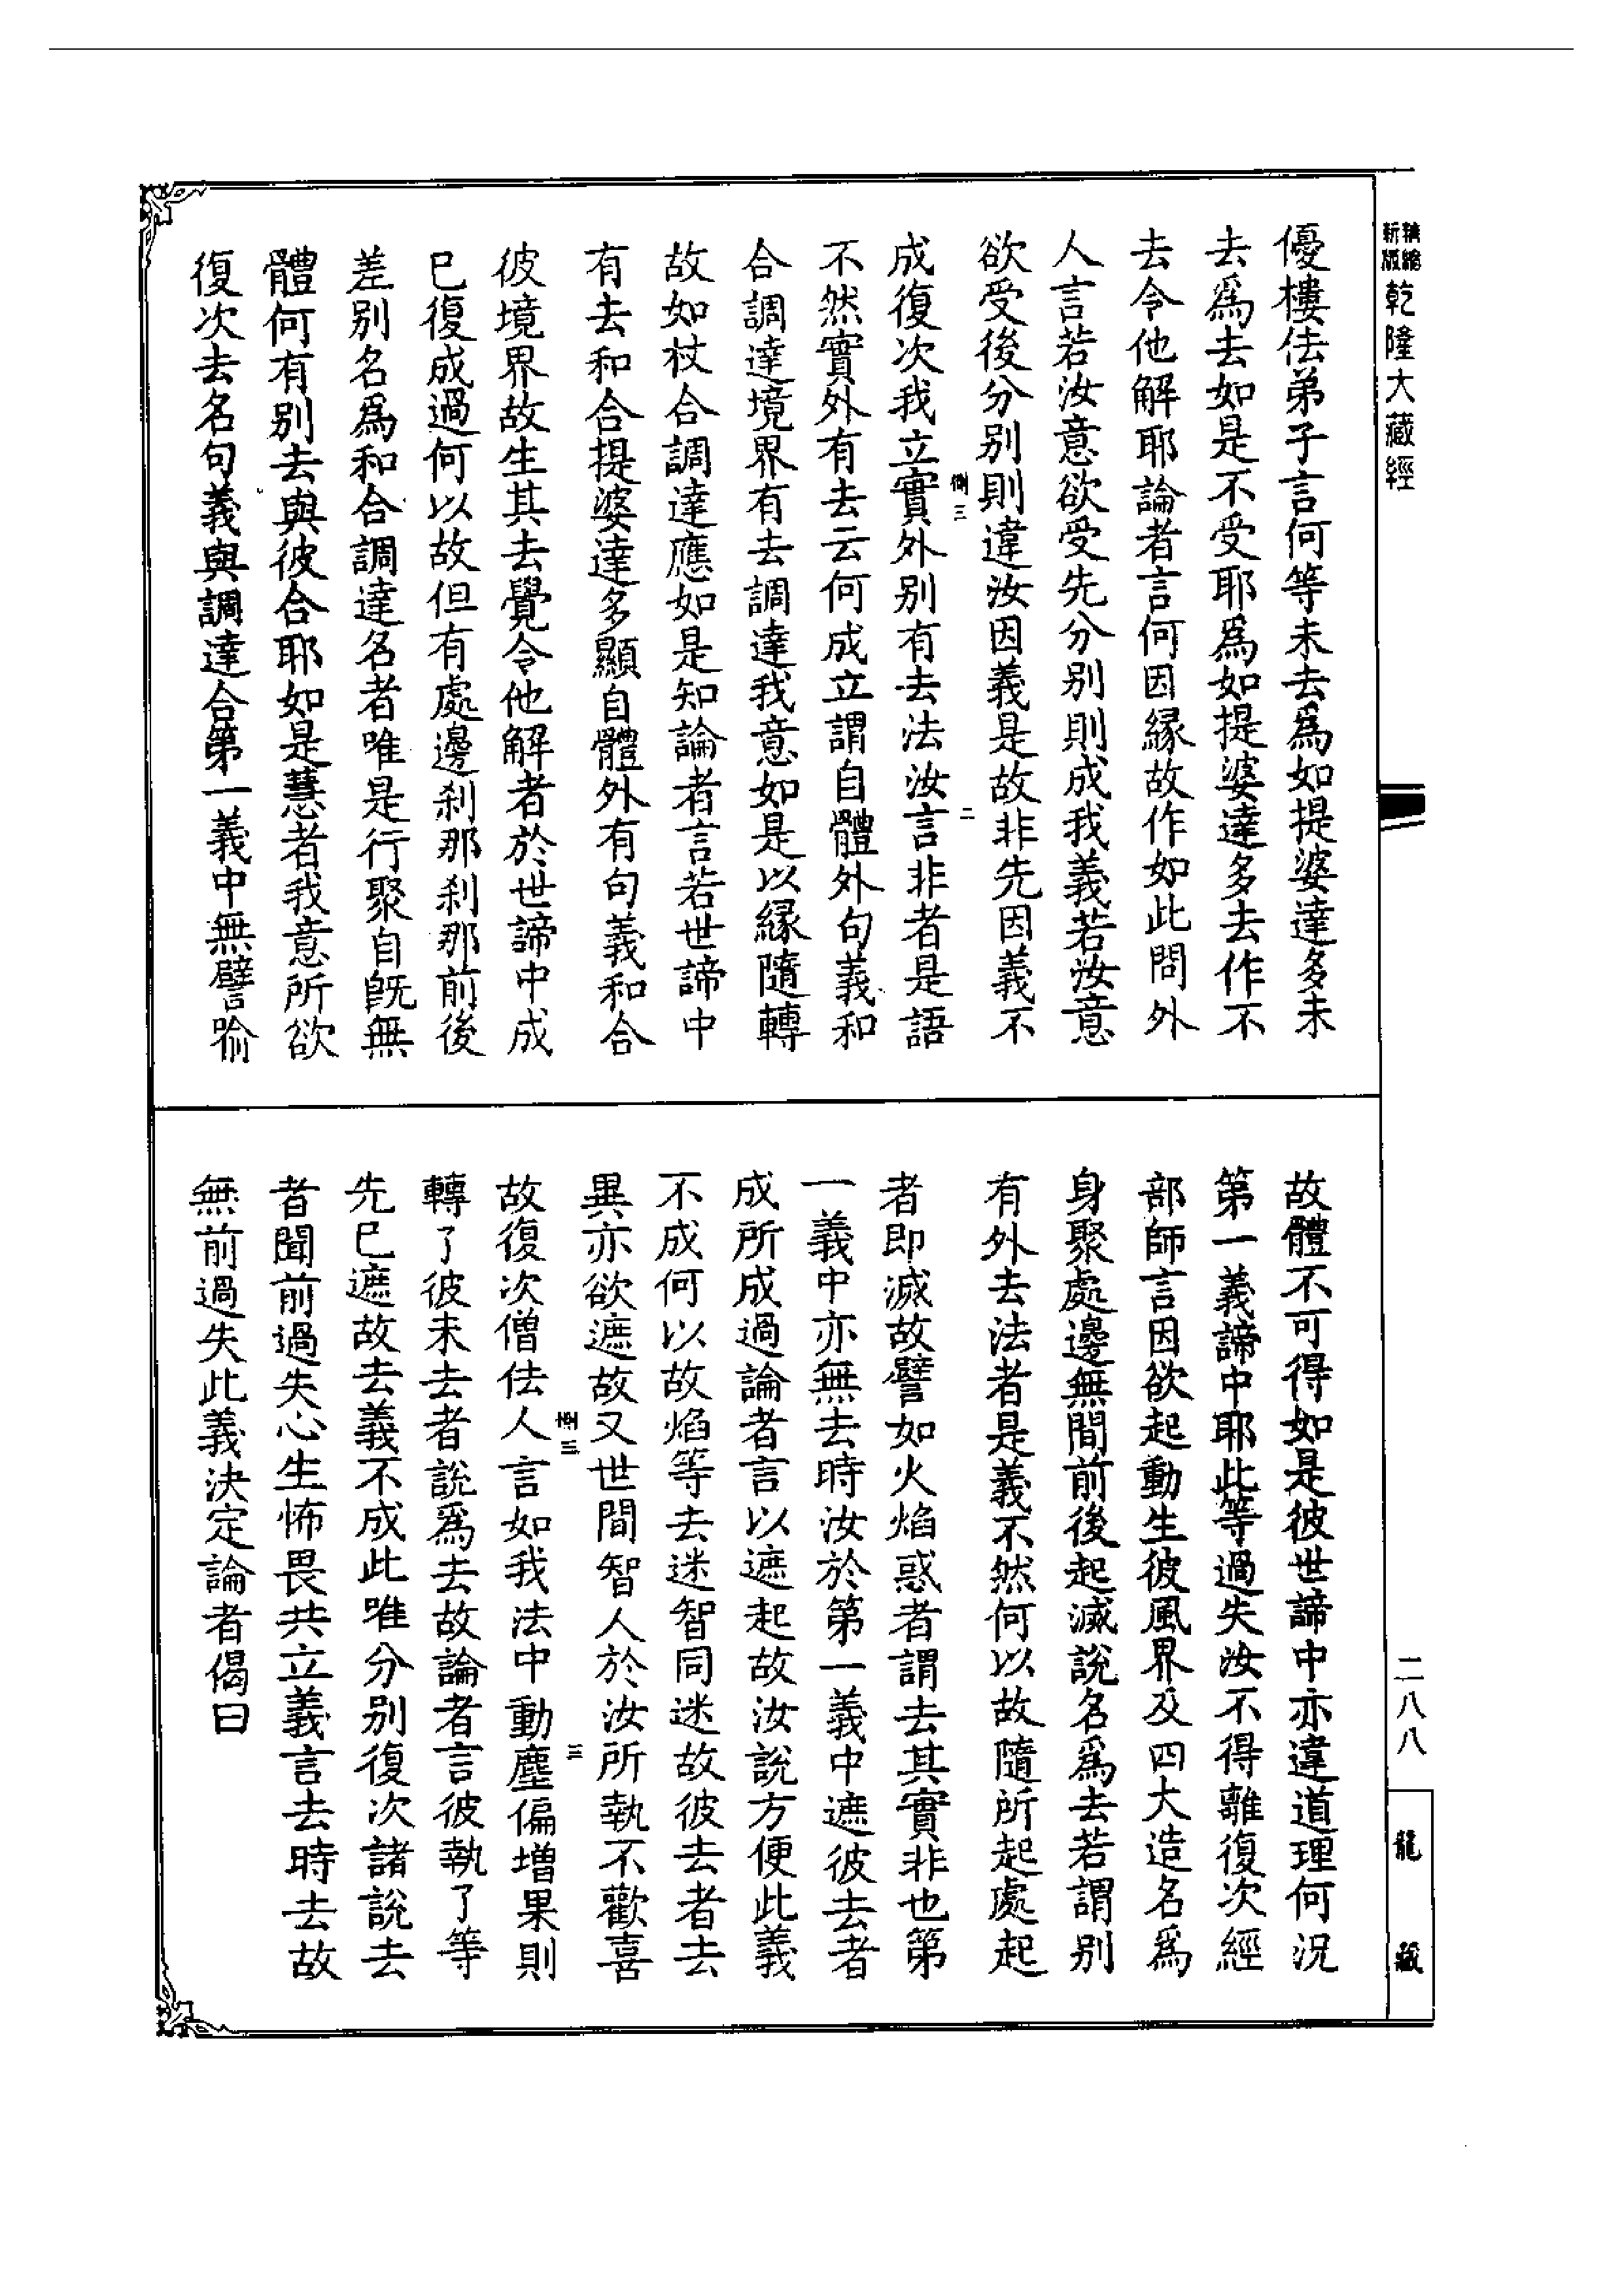 新編縮版乾隆大藏經
優樓佉弟子言何等未去爲如提婆達多未
去爲去如是不受耶爲如提婆達多去作不
去令他解耶論者言何因緣故作如此問外
人言若汝意欲受先分別則成我義若汝意
欲受後分別則違汝因義是故非先因義不
成復次我立實外別有去法汝言非者是語
不然實外有去云何成立謂自體外句義和
合調達境界有去調達我意如是以緣隨轉
故如杖合調達應如是知論者言若世諦中
有去和合提婆達多顯自體外有句義和合
彼境界故生其去覺令他解者於世諦中成
已復成過何以故但有處邊刹那刹那前後
差別名爲和合調達名者唯是行聚自旣無
體何有別去與彼合耶如是慧者我意所欲
復次去名句義與調達合第一義中無譬喻
故體不可得如是彼世諦中亦違道理何況
第一義諦中耶此等過失汝不得離復次經
部師言因欲起動生彼風界及四大造名爲
身聚處邊無間前後起滅說名爲去若謂別
有外去法者是義不然何以故隨所起處起
者即滅故譬如火焰惑者謂去其實非也第
一義中亦無去時汝於第一義中遮彼去者
成所成過論者言以遮起故汝說方便此義
不成何以故焰等去迷智同迷故彼去者去
異亦欲遮故又世間智人於汝所執不歡喜
故復次僧佉人言如我法中動塵偏增果則
轉了彼未去者說爲去故論者言彼執了等
先已遮故去義不成此唯分別復次諸說去
者聞前過失心生怖畏共立義言去時去故
無前過失此義決定論者偈曰
二八八
龍藏